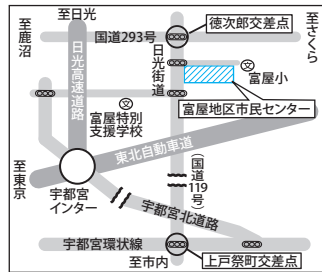 至日光
国道293号
徳次郎交差点
至鹿沼
至さくら
日光高速道路
日光街道
富屋小
文
文
富屋特別
支援学校
富屋地区市民センター
東北自動車道
至東京
宇都宮
インター
(国道119号)
宇都宮北道路
宇都宮環状線
上戸祭町交差点
至市内